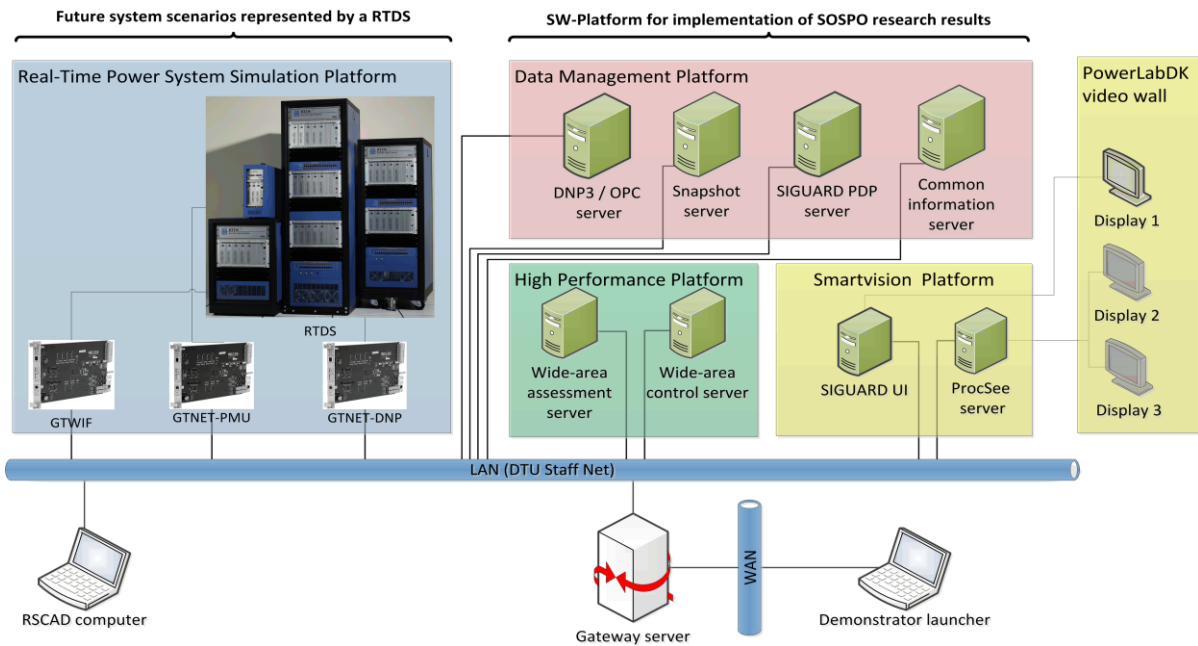 Future system scenarios represented by a RTDS
SW-Platform for implementation of SOSPO research results
Real-Time Power System Simulation Platform
RTDS
GTWIF
GTNET-PMU
GTNET-DNP
Data Management Platform
DNP3 / OPC
server
Snapshot
server
SIGUARD PDP
server
Common
information
server
PowerLabDK
video wall
Display 1
Display 2
Display 3
High Performance Platform
Wide-area
assessment
server
Wide-area
control server
Smartvision Platform
SIGUARD UI
ProcSee
server
LAN (DTU Staff Net)
RSCAD computer
Gateway server
WAN
Demonstrator launcher